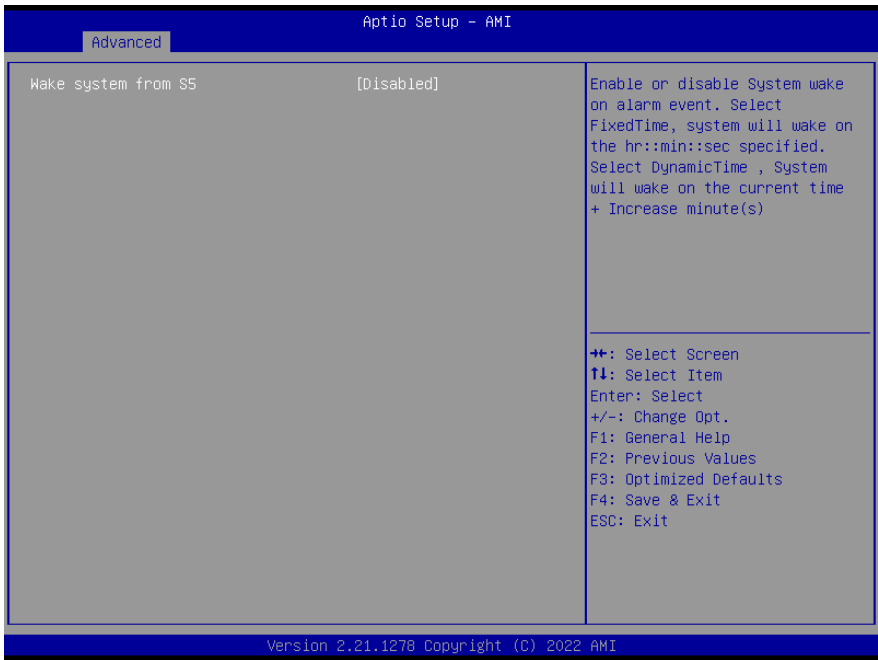 Aptio Setup – AMI
Advanced
Wake system from S5 [Disabled]
Enable or disable System wake
on alarm event. Select
FixedTime, system will wake on
the hr::min::sec specified.
Select DynamicTime , System
will wake on the current time
+ Increase minute(s)
→←: Select Screen
↑↓: Select Item
Enter: Select
+/-: Change Opt.
F1: General Help
F2: Previous Values
F3: Optimized Defaults
F4: Save & Exit
ESC: Exit
Version 2.21.1278 Copyright (C) 2022 AMI